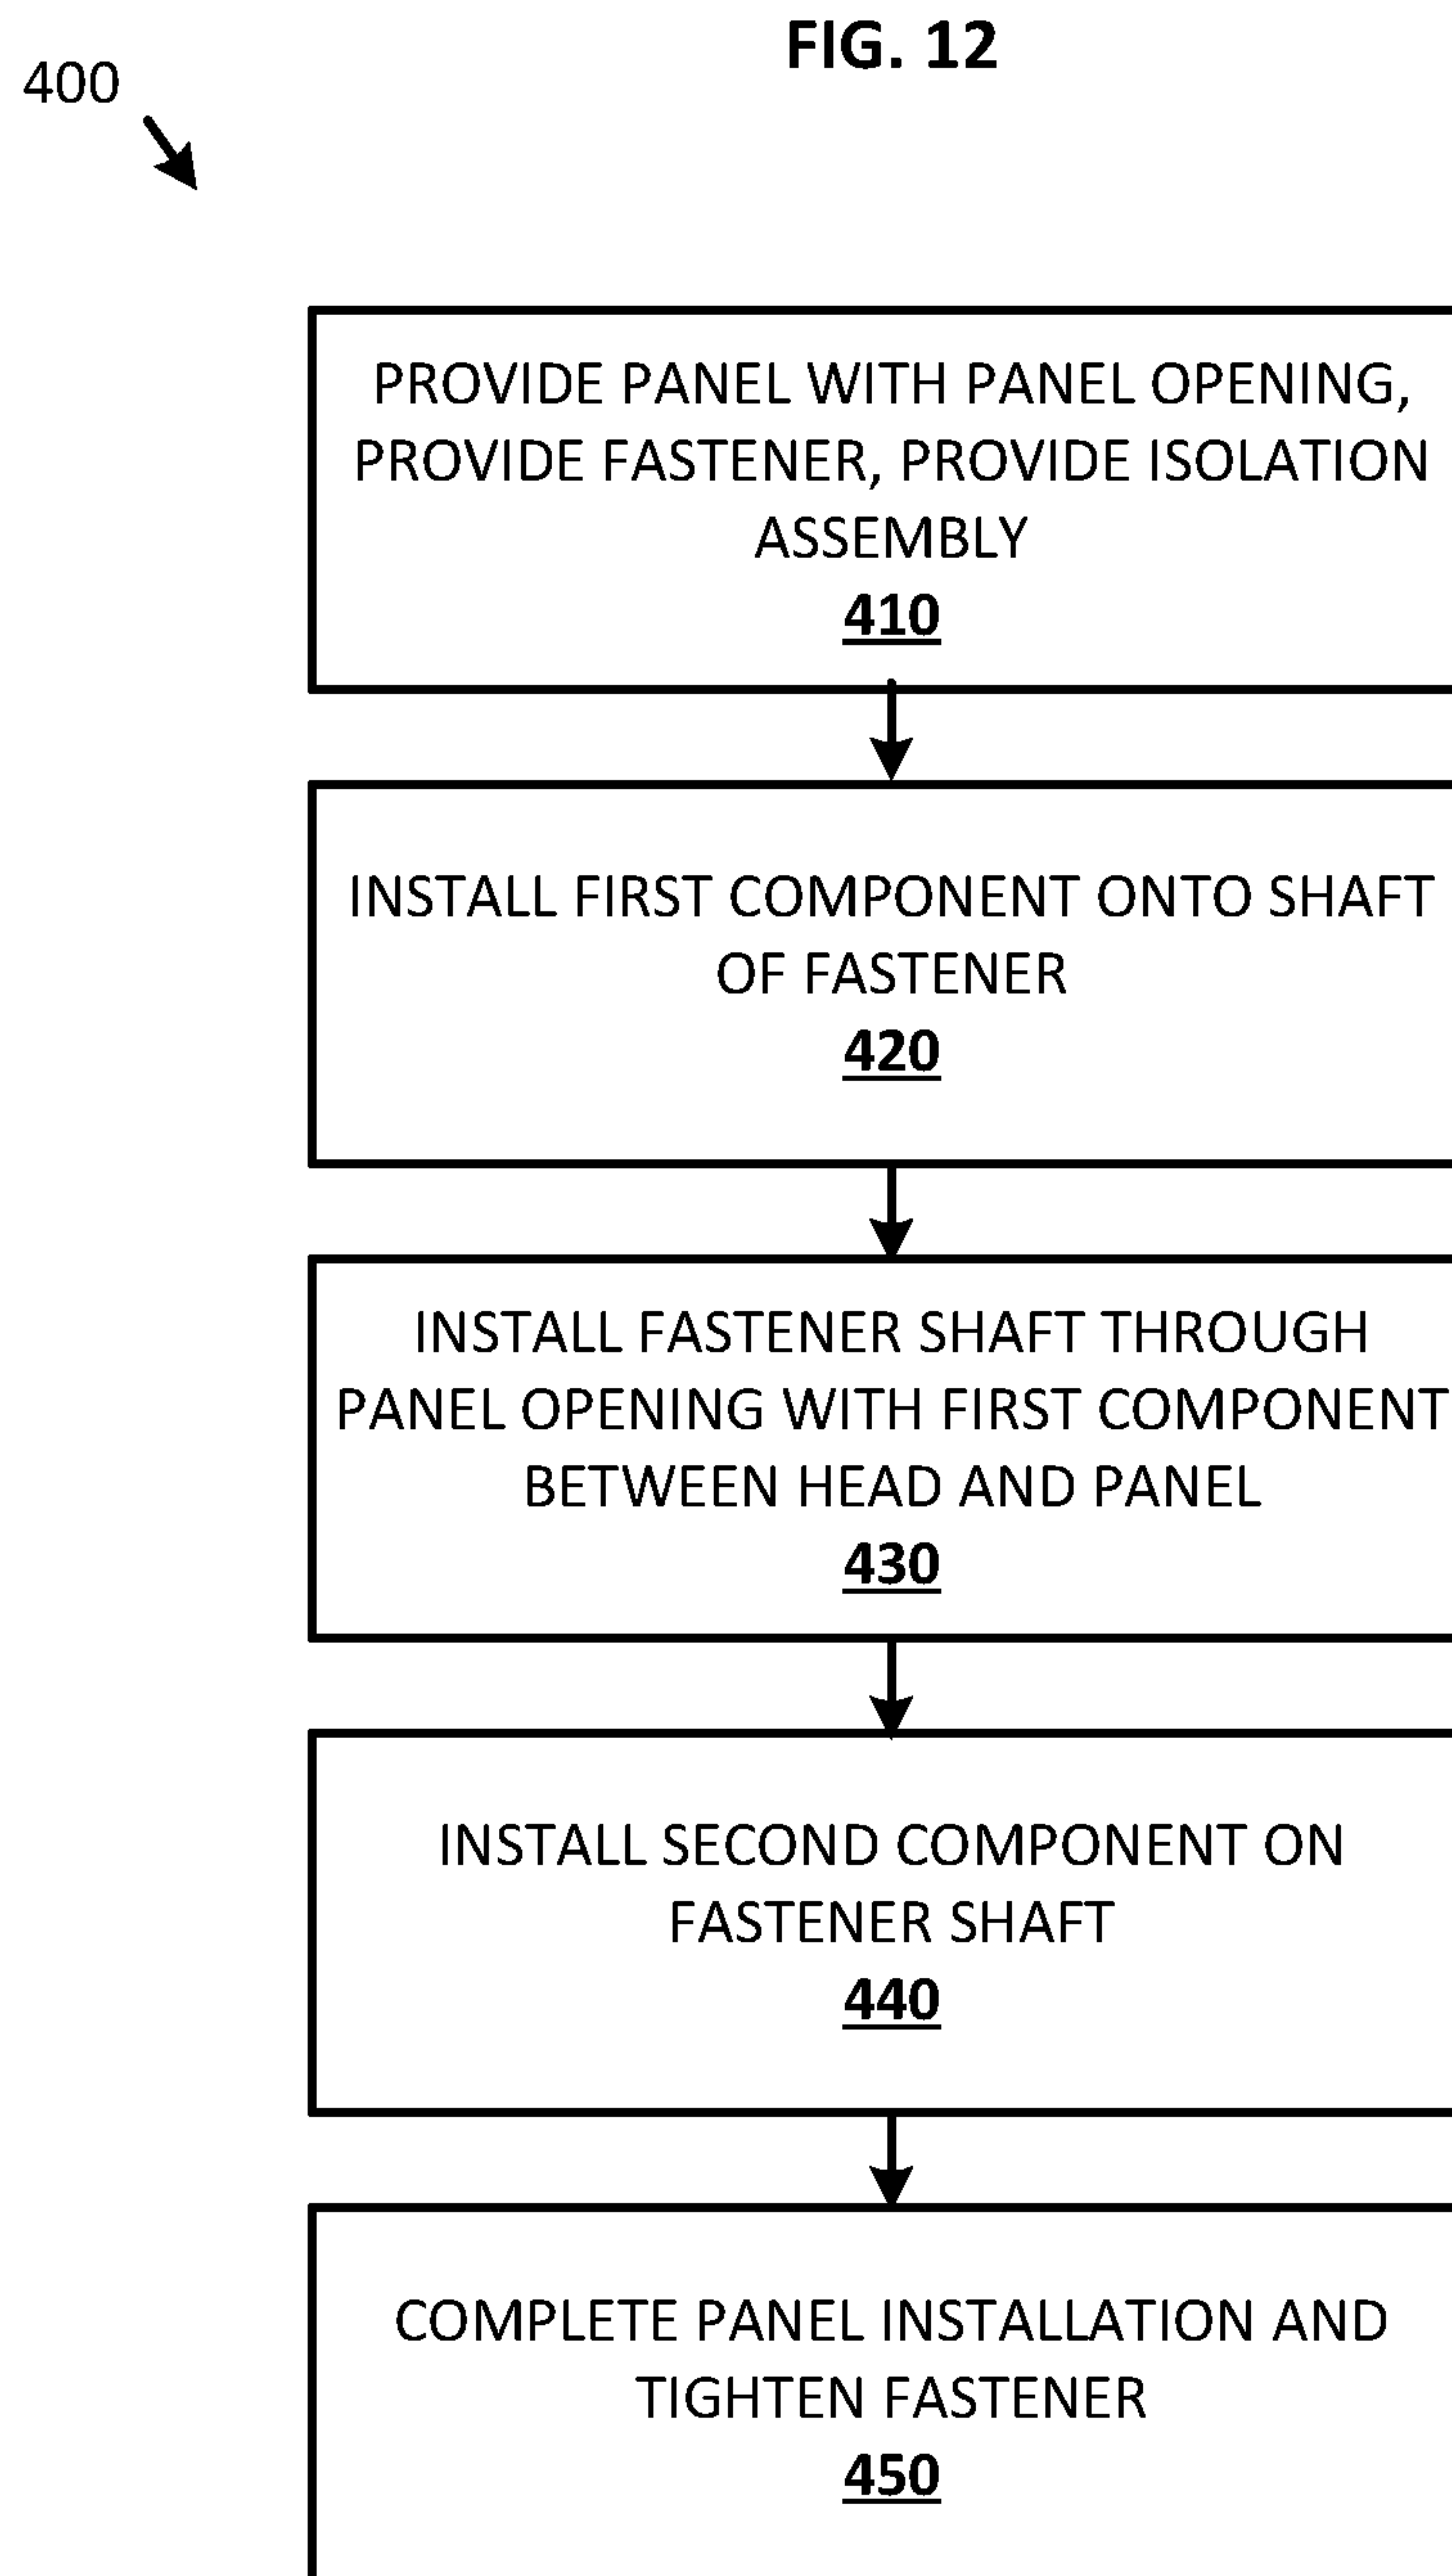 FIG. 12
400
PROVIDE PANEL WITH PANEL OPENING,
PROVIDE FASTENER, PROVIDE ISOLATION
ASSEMBLY
410
INSTALL FIRST COMPONENT ONTO SHAFT
OF FASTENER
420
INSTALL FASTENER SHAFT THROUGH
PANEL OPENING WITH FIRST COMPONENT
BETWEEN HEAD AND PANEL
430
INSTALL SECOND COMPONENT ON
FASTENER SHAFT
440
COMPLETE PANEL INSTALLATION AND
TIGHTEN FASTENER
450